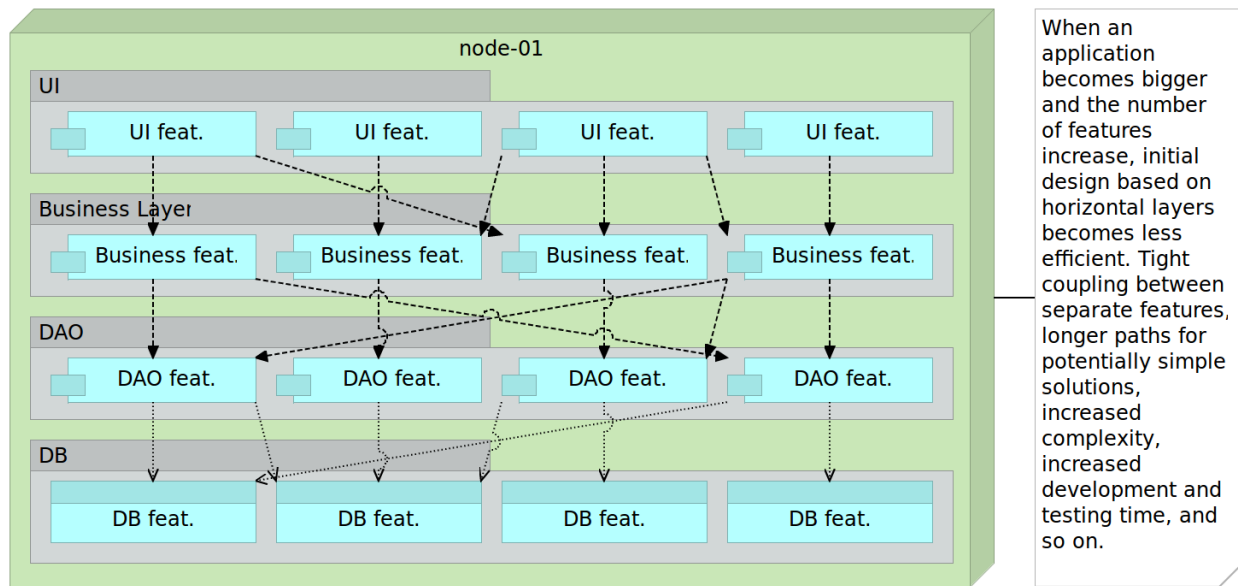 node-01
UI
UI feat.
UI feat.
UI feat.
UI feat.
Business Layer
Business feat.
Business feat.
Business feat.
Business feat.
DAO
DAO feat.
DAO feat.
DAO feat.
DAO feat.
DB
DB feat.
DB feat.
DB feat.
DB feat.
When an
application
becomes bigger
and the number
of features
increase, initial
design based on
horizontal layers
becomes less
efficient. Tight
coupling between
separate features,
longer paths for
potentially simple
solutions,
increased
complexity,
increased
development and
testing time, and
so on.